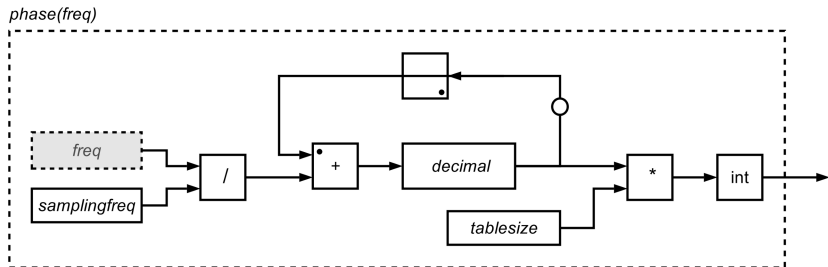 phase(freq)
freq
samplingfreq
/
+
decimal
tablesize
*
int